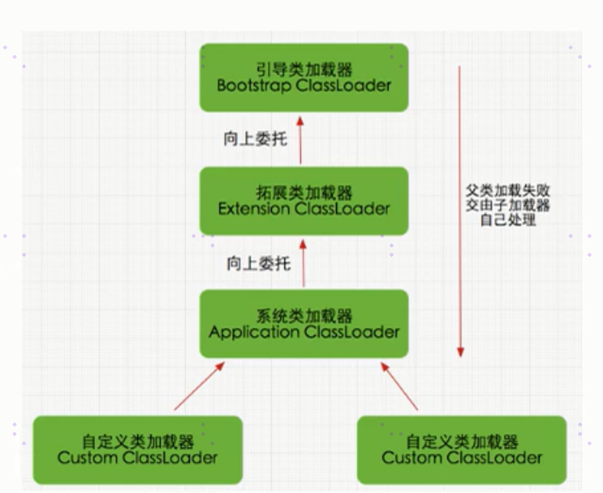 引导类加载器
Bootstrap ClassLoader
向上委托
拓展类加载器
Extension ClassLoader
父类加载失败
交由子加载器
自己处理
向上委托
系统类加载器
Application ClassLoader
自定义类加载器
Custom ClassLoader
自定义类加载器
Custom ClassLoader